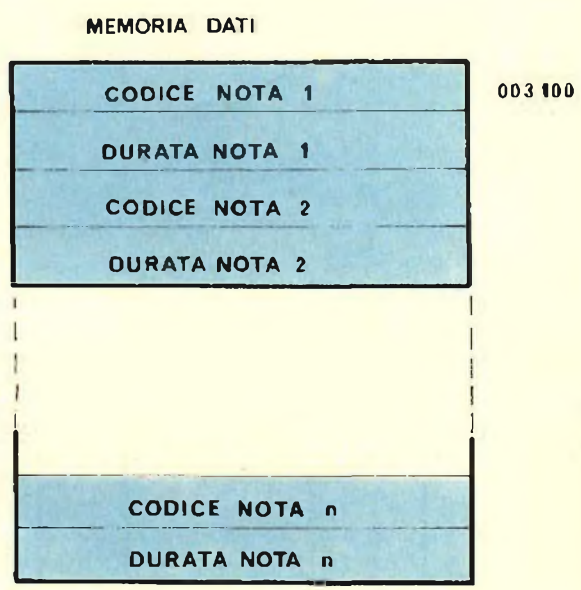 MEMORIA DATI
CODICE NOTA 1 003 100
DURATA NOTA 1
CODICE NOTA 2
DURATA NOTA 2
CODICE NOTA n
DURATA NOTA n